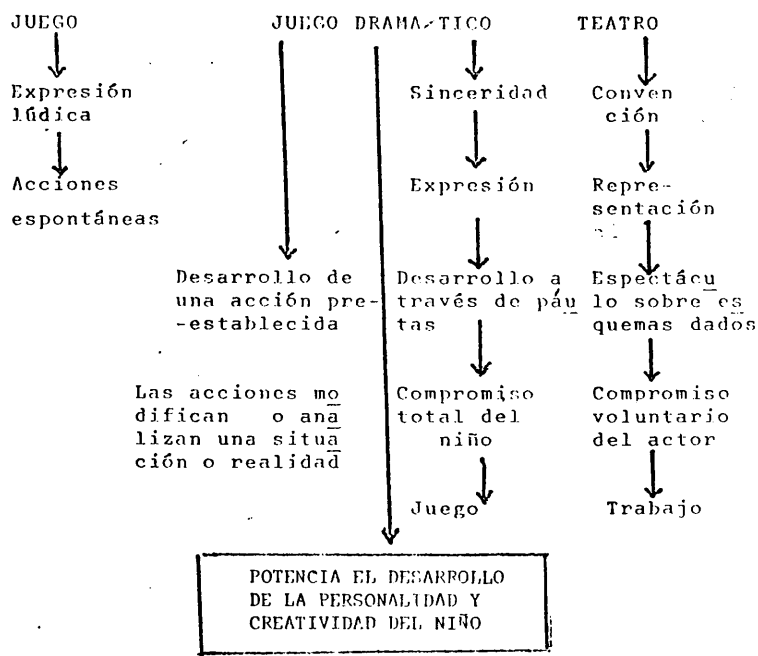 JUEGO
Expresión
lúdica
Acciones
espontáneas
JUEGO DRAMATICO
Desarrollo de
una acción pre-
-establecida
Las acciones mo
difican o ana
lizan una situa
ción o realidad
Sinceridad
Expresión
Desarrollo a
través de páu
tas
Compromiso
total del
niño
Juego
TEATRO
Conven
ción
Repre-
sentación
Espectácu
lo sobre es
quemas dados
Compromiso
voluntario
del actor
Trabajo
POTENCIA EL DESARROLLO
DE LA PERSONALIDAD Y
CREATIVIDAD DEL NIÑO